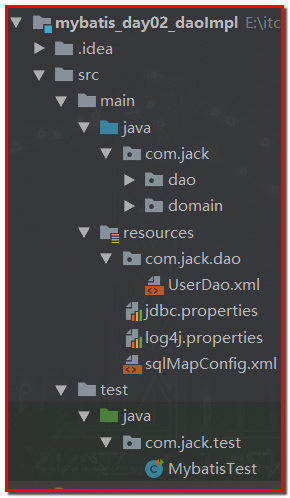 mybatis_day02_daoImpl E:\itc
.idea
src
main
java
com.jack
dao
domain
resources
com.jack.dao
UserDao.xml
jdbc.properties
log4j.properties
sqlMapConfig.xml
test
java
com.jack.test
MybatisTest